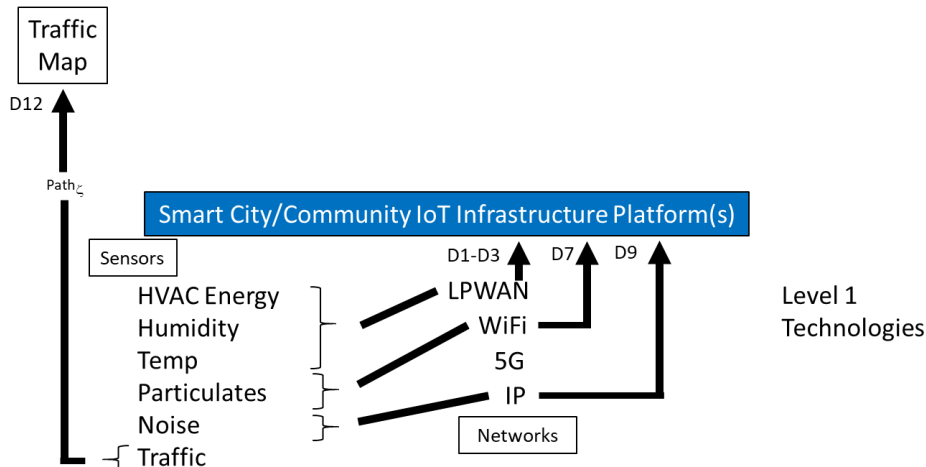 Traffic
Map
D12
Pathζ
Smart City/Community IoT Infrastructure Platform(s)
Sensors
D1-D3
D7
D9
HVAC Energy
Humidity
Temp
Particulates
Noise
Traffic
LPWAN
WiFi
5G
IP
Networks
Level 1
Technologies